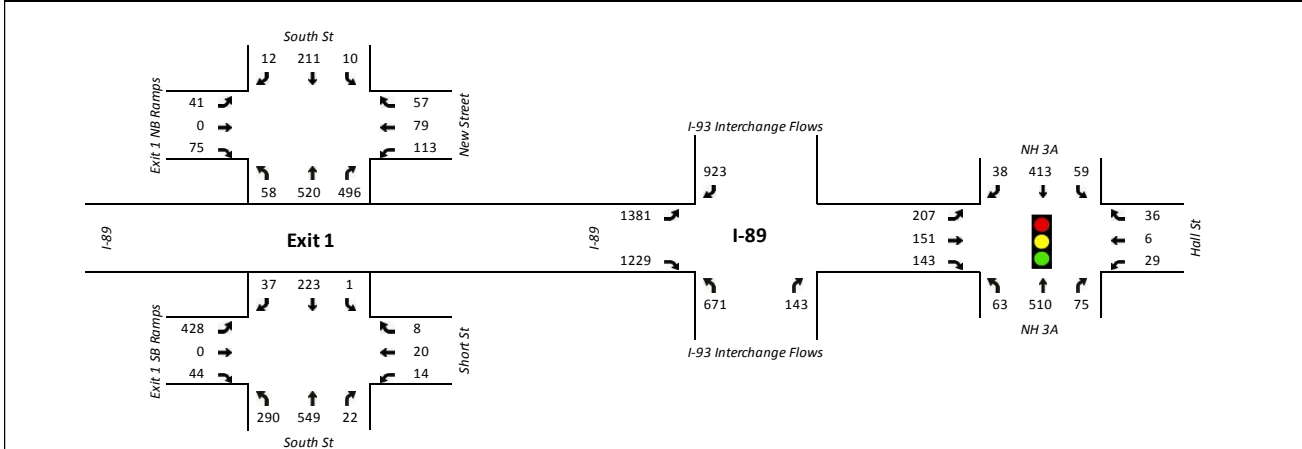 South St
12 211 10
Exit 1 NB Ramps
41
0
75
57
79
113
New Street
58 520 496
I-89
Exit 1
I-89
37 223 1
Exit 1 SB Ramps
428
0
44
8
20
14
Short St
290 549 22
South St
I-93 Interchange Flows
923
1381
I-89
1229
671 143
I-93 Interchange Flows
NH 3A
38 413 59
207
151
143
36
6
29
Hall St
63 510 75
NH 3A